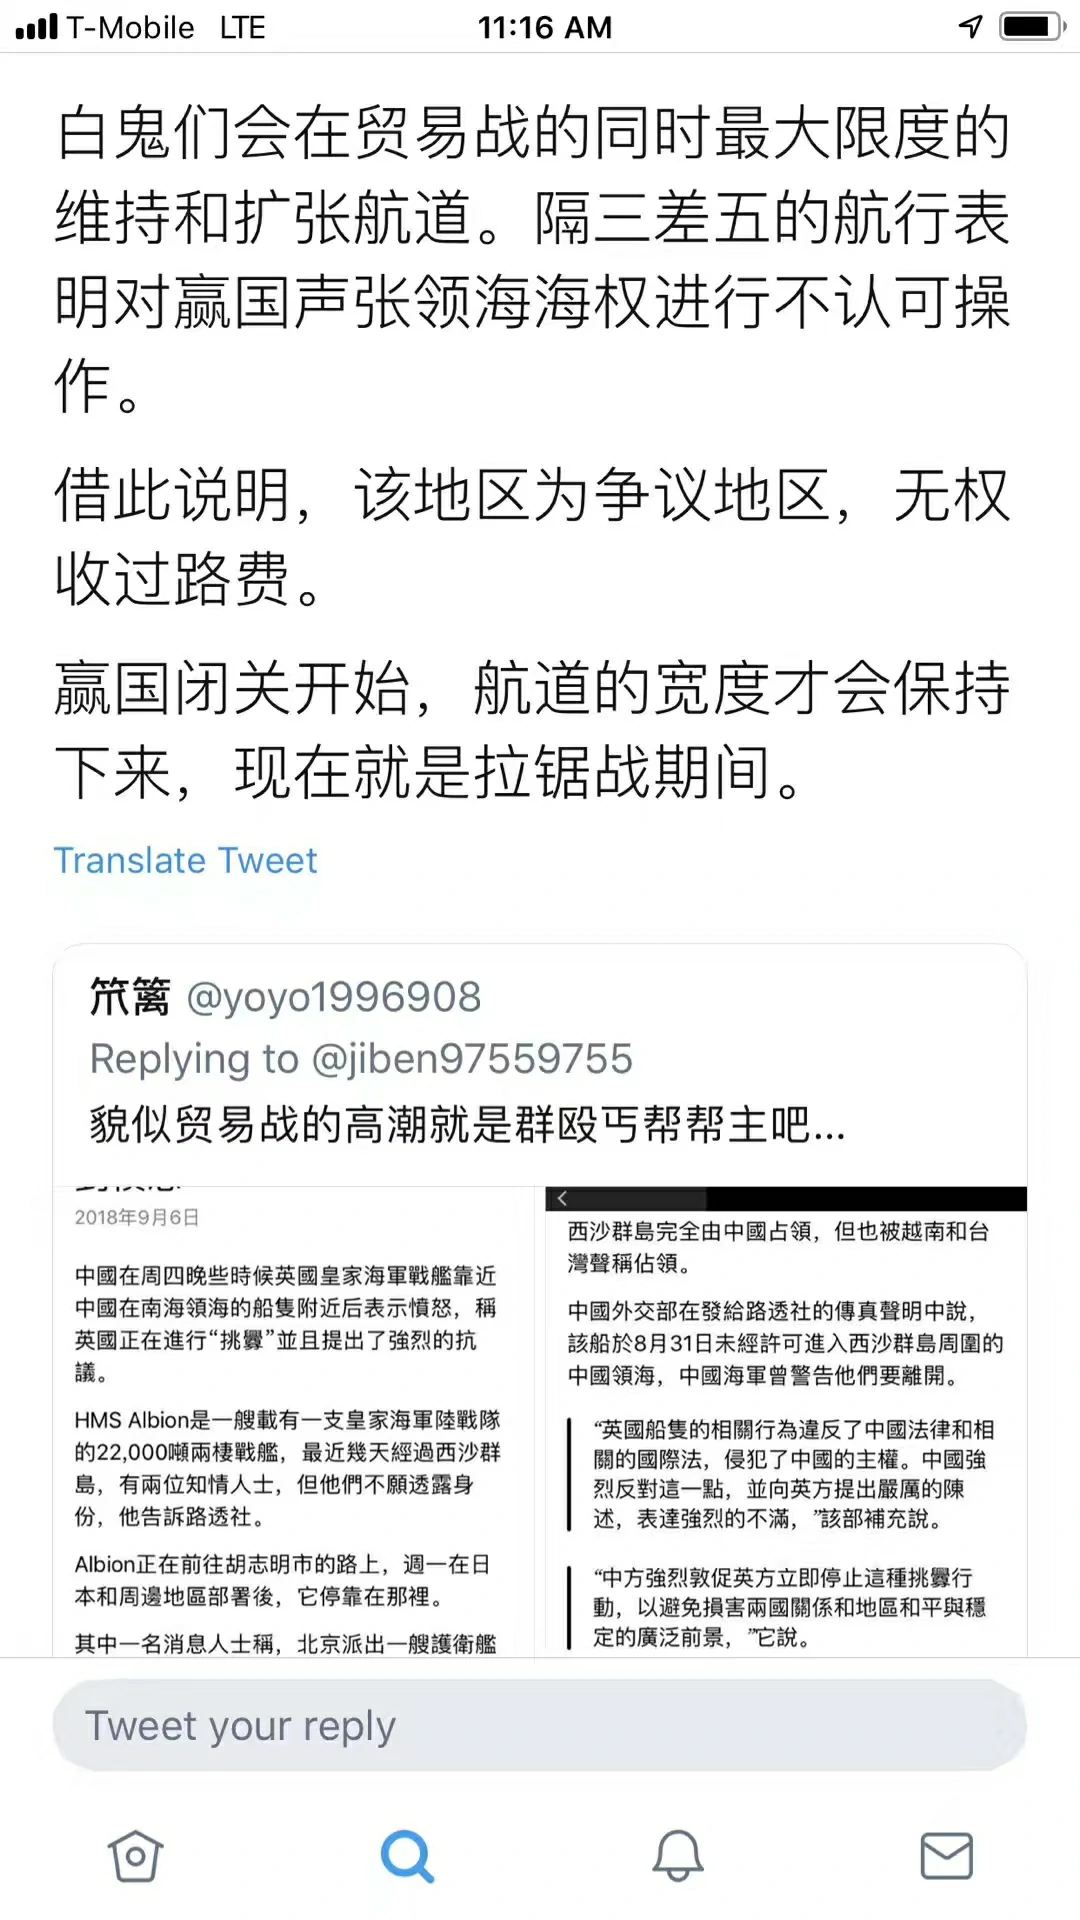 T-Mobile LTE 11:16 AM
白鬼们会在贸易战的同时最大限度的
维持和扩张航道。隔三差五的航行表
明对赢国声张领海海权进行不认可操
作。
借此说明，该地区为争议地区，无权
收过路费。
赢国闭关开始，航道的宽度才会保持
下来，现在就是拉锯战期间。
Translate Tweet
笊篱 @yoyo1996908
Replying to @jiben97559755
貌似贸易战的高潮就是群殴丐帮帮主吧...
2018年9月6日
中國在周四晚些時候英國皇家海軍戰艦靠近
中國在南海領海的船隻附近后表示憤怒，稱
英國正在進行“挑釁”並且提出了強烈的抗
議。
HMS Albion是一艘載有一支皇家海軍陸戰隊
的22,000噸兩棲戰艦，最近幾天經過西沙群
島，有兩位知情人士，但他們不願透露身
份，他告訴路透社。
Albion正在前往胡志明市的路上，週一在日
本和周邊地區部署後，它停靠在那裡。
其中一名消息人士稱，北京派出一艘護衛艦
西沙群島完全由中國占領，但也被越南和台
灣聲稱佔領。
中國外交部在發給路透社的傳真聲明中說，
該船於8月31日未經許可進入西沙群島周圍的
中國領海，中國海軍曾警告他們要離開。
“英國船隻的相關行為違反了中國法律和相
關的國際法，侵犯了中國的主權。中國強
烈反對這一點，並向英方提出嚴厲的陳
述，表達強烈的不滿，”該部補充說。
“中方強烈敦促英方立即停止這種挑釁行
動，以避免損害兩國關係和地區和平與穩
定的廣泛前景，”它說。
Tweet your reply